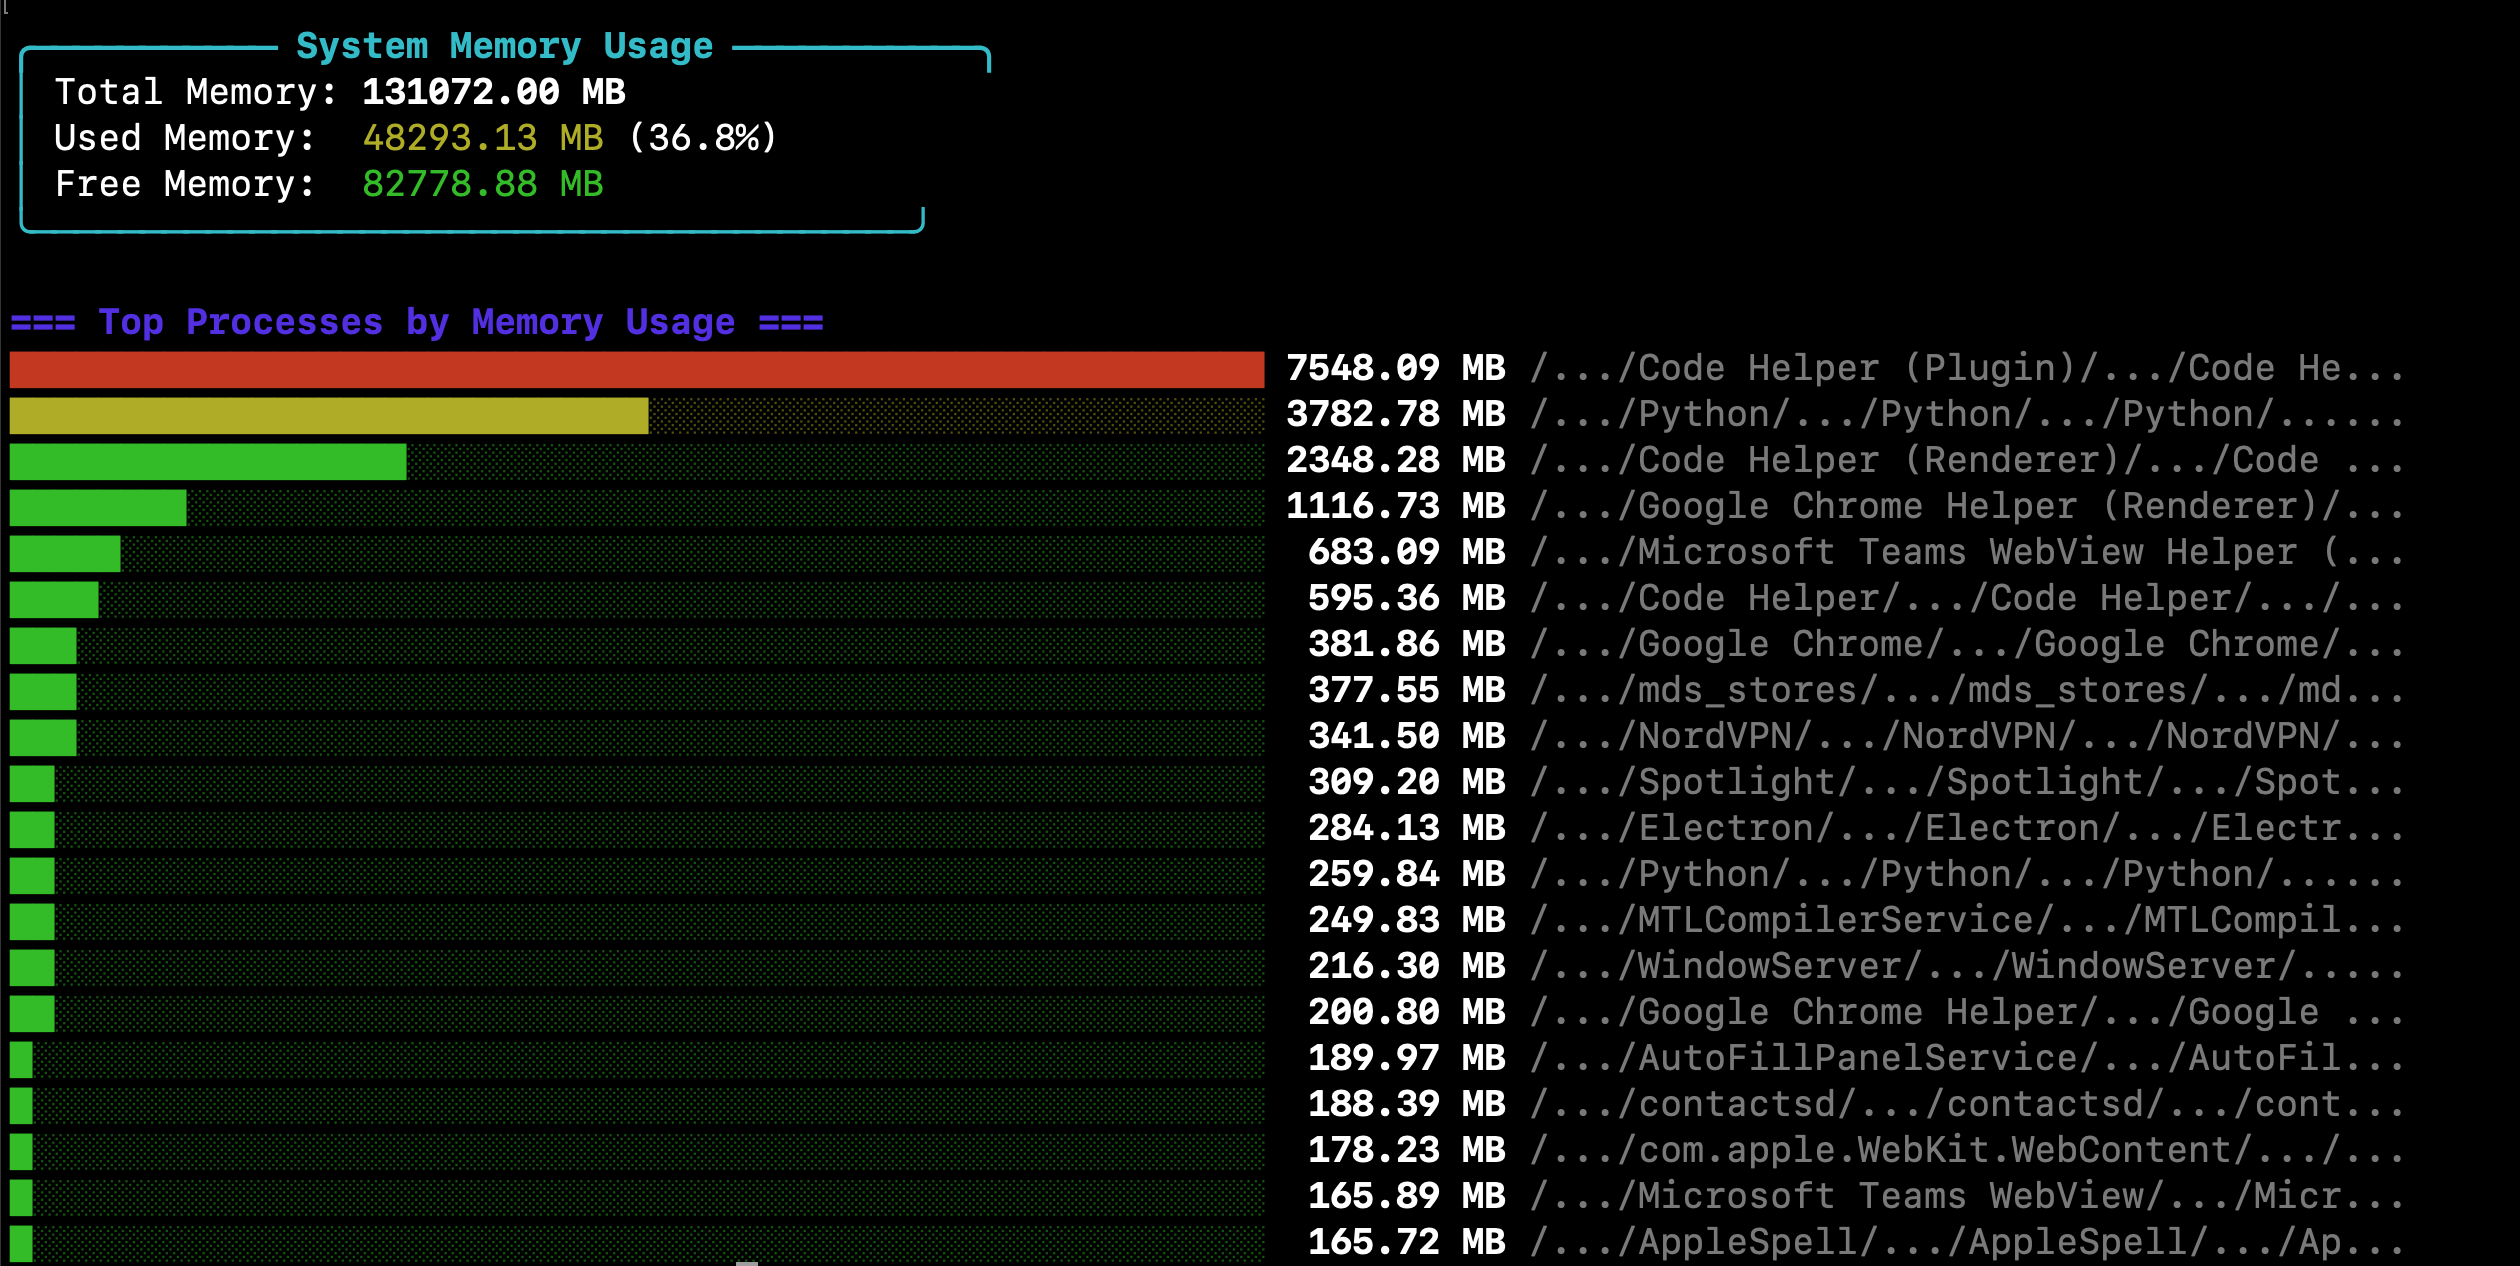 System Memory Usage
Total Memory: 131072.00 MB
Used Memory: 48293.13 MB (36.8%)
Free Memory: 82778.88 MB
=== Top Processes by Memory Usage ===
7548.09 MB /.../Code Helper (Plugin)/.../Code He...
3782.78 MB /.../Python/.../Python/.../Python/......
2348.28 MB /.../Code Helper (Renderer)/.../Code ...
1116.73 MB /.../Google Chrome Helper (Renderer)/...
683.09 MB /.../Microsoft Teams WebView Helper (...
595.36 MB /.../Code Helper/.../Code Helper/.../...
381.86 MB /.../Google Chrome/.../Google Chrome/...
377.55 MB /.../mds_stores/.../mds_stores/.../md...
341.50 MB /.../NordVPN/.../NordVPN/.../NordVPN/...
309.20 MB /.../Spotlight/.../Spotlight/.../Spot...
284.13 MB /.../Electron/.../Electron/.../Electr...
259.84 MB /.../Python/.../Python/.../Python/......
249.83 MB /.../MTLCompilerService/.../MTLCompil...
216.30 MB /.../WindowServer/.../WindowServer/.....
200.80 MB /.../Google Chrome Helper/.../Google ...
189.97 MB /.../AutoFillPanelService/.../AutoFil...
188.39 MB /.../contactsd/.../contactsd/.../cont...
178.23 MB /.../com.apple.WebKit.WebContent/.../...
165.89 MB /.../Microsoft Teams WebView/.../Micr...
165.72 MB /.../AppleSpell/.../AppleSpell/.../Ap...